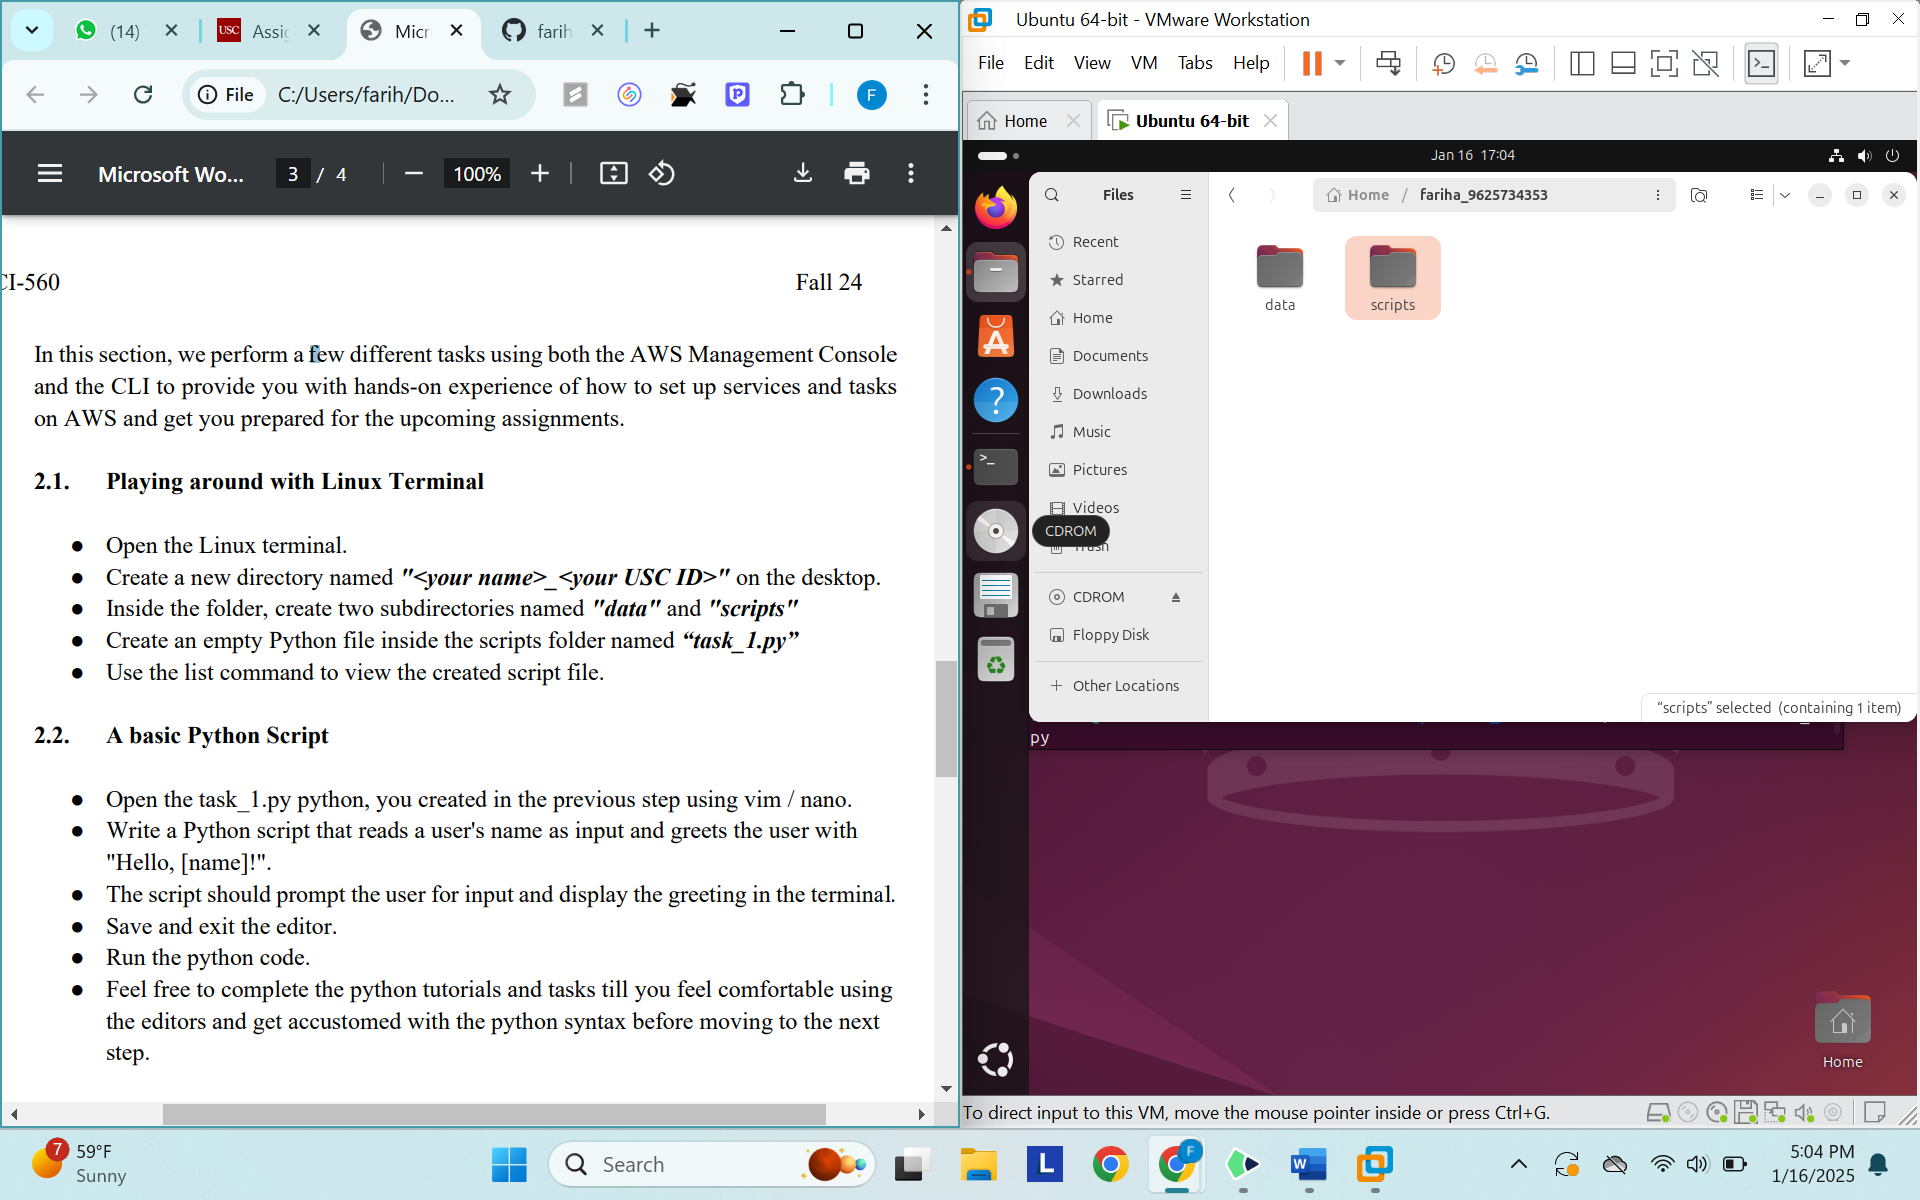 (14)
USC
Assig
Micr
farih
File
C:/Users/farih/Do...
F
Microsoft Wo...
3 / 4
100%
CI-560
Fall 24
In this section, we perform a few different tasks using both the AWS Management Console
and the CLI to provide you with hands-on experience of how to set up services and tasks
on AWS and get you prepared for the upcoming assignments.
2.1. Playing around with Linux Terminal
● Open the Linux terminal.
● Create a new directory named "<your name>_<your USC ID>" on the desktop.
● Inside the folder, create two subdirectories named "data" and "scripts"
● Create an empty Python file inside the scripts folder named “task_1.py”
● Use the list command to view the created script file.
2.2. A basic Python Script
● Open the task_1.py python, you created in the previous step using vim / nano.
● Write a Python script that reads a user's name as input and greets the user with
"Hello, [name]!".
● The script should prompt the user for input and display the greeting in the terminal.
● Save and exit the editor.
● Run the python code.
● Feel free to complete the python tutorials and tasks till you feel comfortable using
the editors and get accustomed with the python syntax before moving to the next
step.
Ubuntu 64-bit - VMware Workstation
File Edit View VM Tabs Help
Home
Ubuntu 64-bit
Jan 16 17:04
Files
Home / fariha_9625734353
Recent
Starred
Home
Documents
Downloads
Music
Pictures
Videos
CDROM
Trash
CDROM
Floppy Disk
Other Locations
data
scripts
“scripts” selected (containing 1 item)
py
Home
To direct input to this VM, move the mouse pointer inside or press Ctrl+G.
7
59°F
Sunny
Search
L
F
W
5:04 PM
1/16/2025